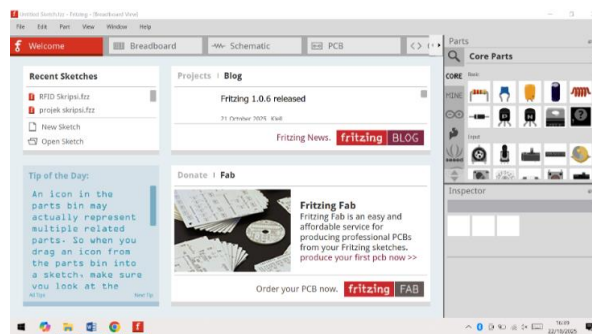 Untitled Sketch.fzz - Fritzing - [Breadboard View]
File Edit Part View Window Help
Welcome
Breadboard
Schematic
PCB
Parts
Core Parts
CORE
Basic
MINE
Input
Recent Sketches
RFID Skripsi.fzz
projek skripsi.fzz
New Sketch
Open Sketch
Projects | Blog
Fritzing 1.0.6 released
21 October 2025
Fritzing News. fritzing BLOG
Tip of the Day:
An icon in the
parts bin may
actually represent
multiple related
parts. So when you
drag an icon from
the parts bin into
a sketch, make sure
you look at the
All Tips Next Tip
Donate | Fab
Fritzing Fab
Fritzing Fab is an easy and
affordable service for
producing professional PCBs
from your Fritzing sketches.
produce your first pcb now >>
Order your PCB now. fritzing FAB
Inspector
16:09
22/10/2025